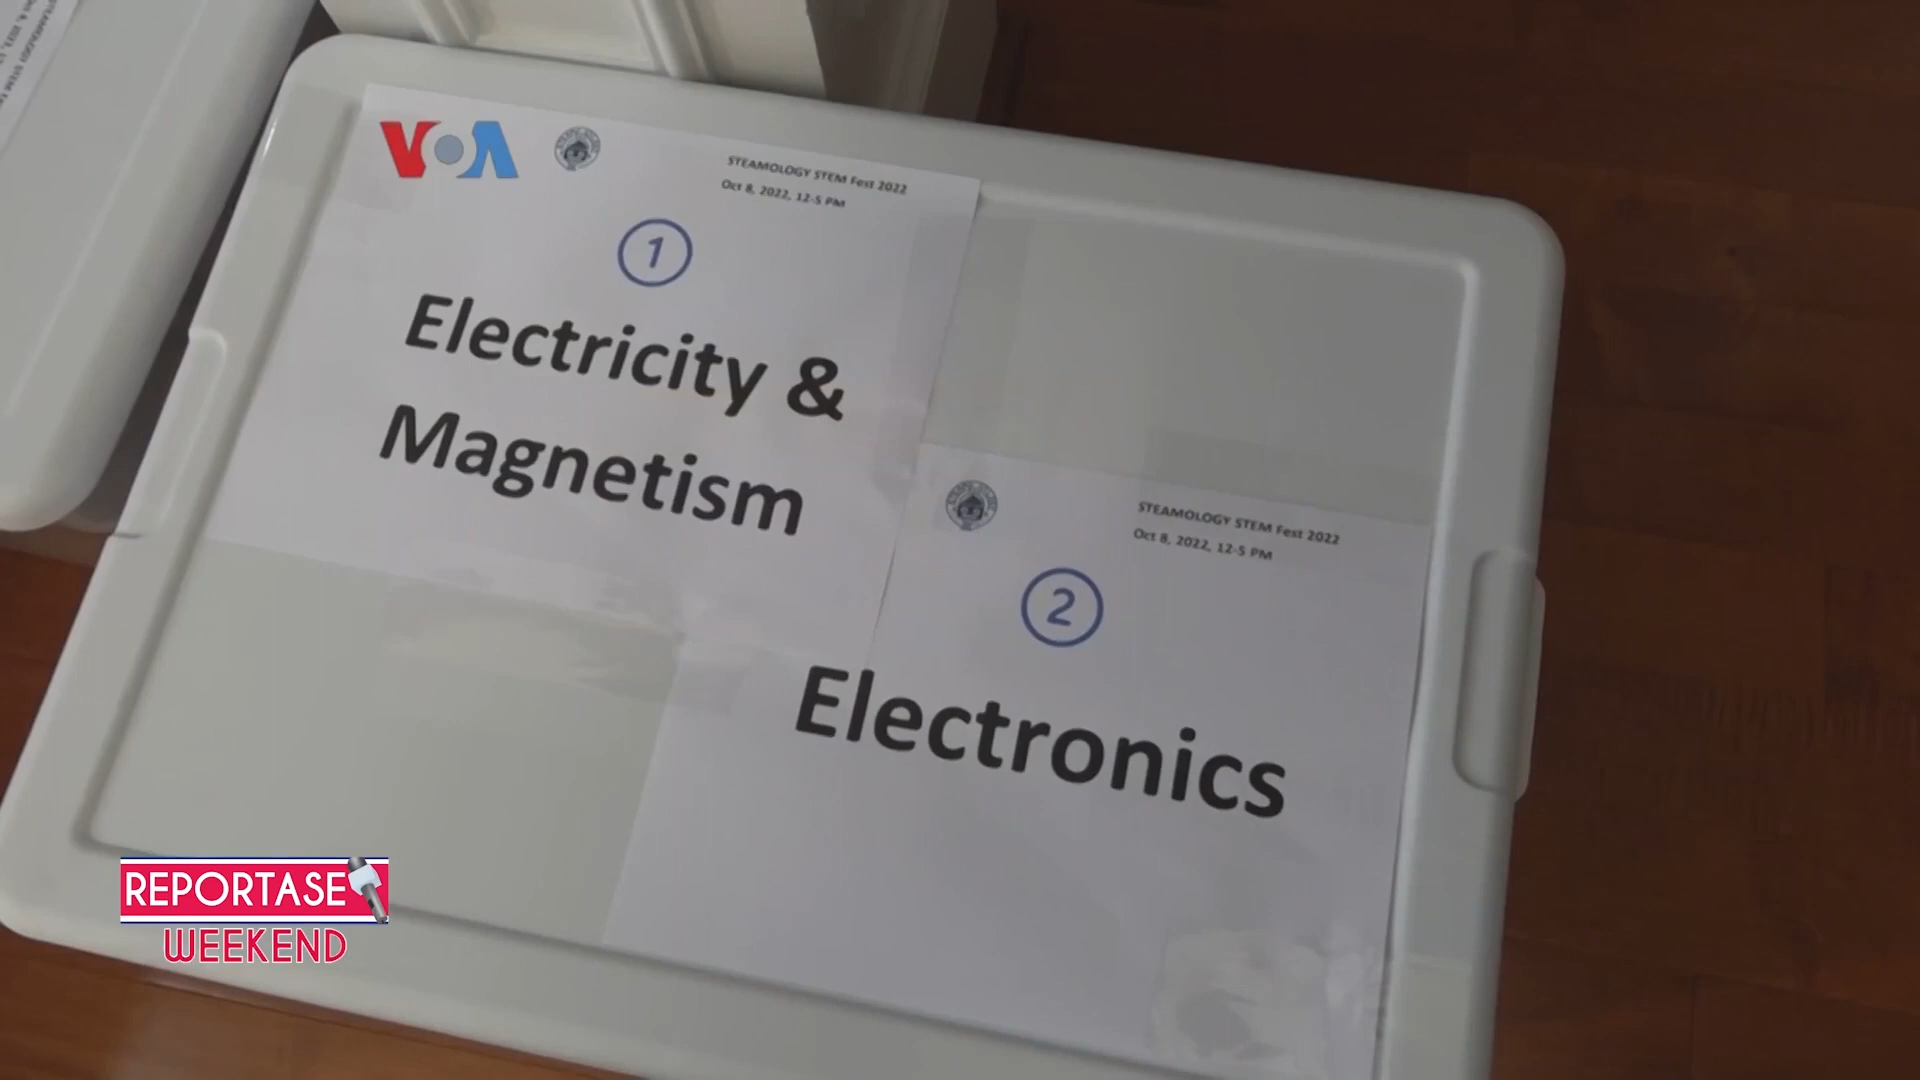 VOA
STEAMOLOGY STEM Fest 2022
Oct 8, 2022, 12-5 PM
1
Electricity &
Magnetism
STEAMOLOGY STEM Fest 2022
Oct 8, 2022, 12-5 PM
2
Electronics
REPORTASE
WEEKEND